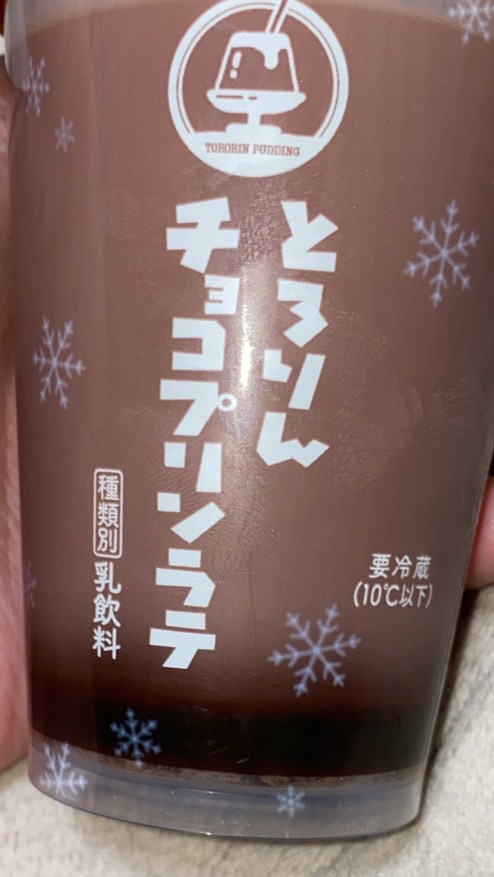 TORORIN PUDDING
とろりん
チョコプリンラテ
種類別
乳飲料
要冷蔵
(10℃以下)